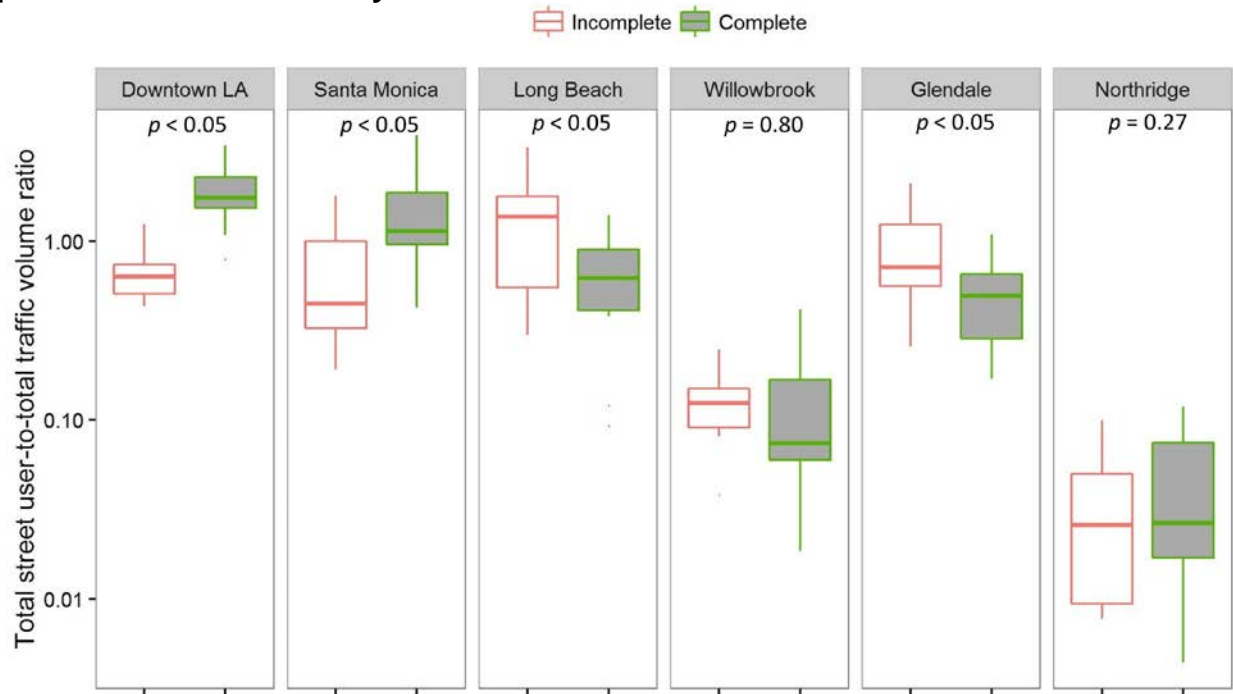 Incomplete Complete
Downtown LA Santa Monica Long Beach Willowbrook Glendale Northridge
p < 0.05 p < 0.05 p < 0.05 p = 0.80 p < 0.05 p = 0.27
Total street user-to-total traffic volume ratio
1.00
0.10
0.01